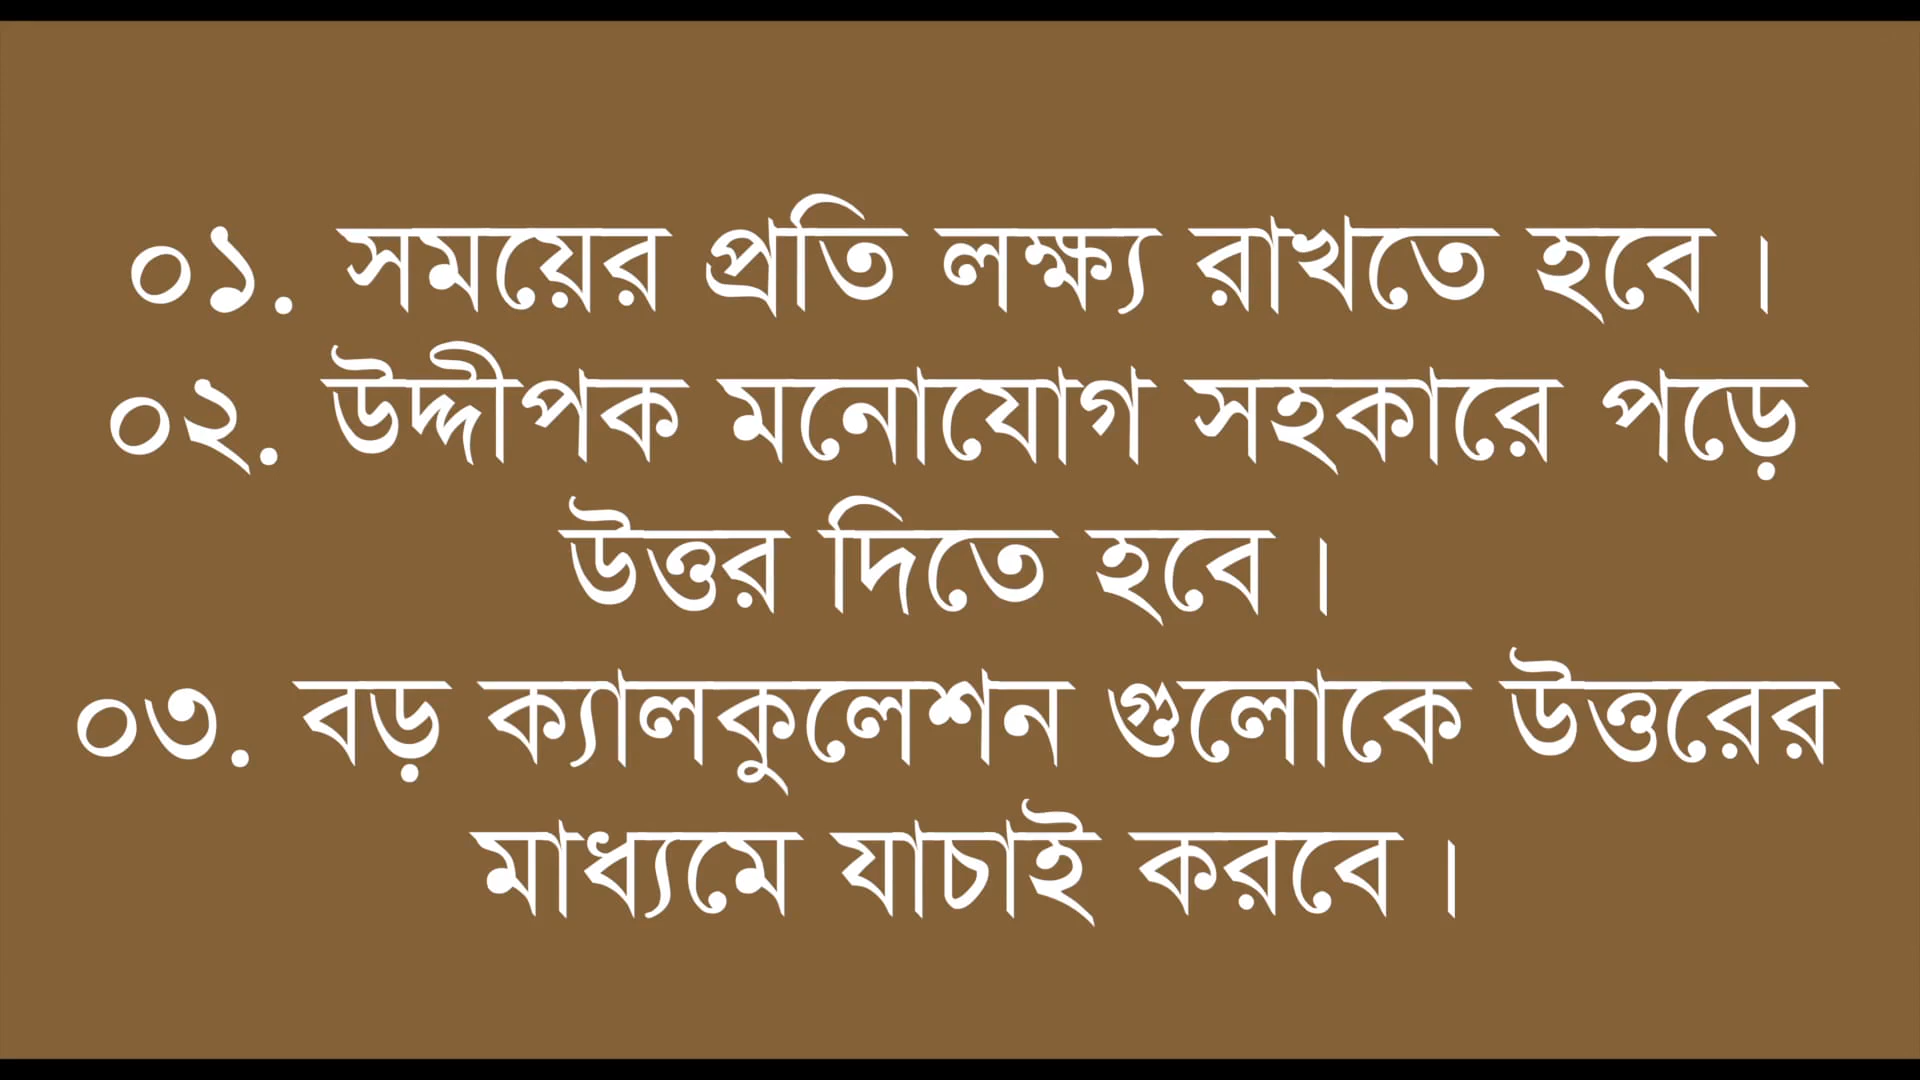 ০১. সময়ের প্রতি লক্ষ্য রাখতে হবে।
০২. উদ্দীপক মনোযোগ সহকারে পড়ে
উত্তর দিতে হবে।
০৩. বড় ক্যালকুলেশন গুলোকে উত্তরের
মাধ্যমে যাচাই করবে।